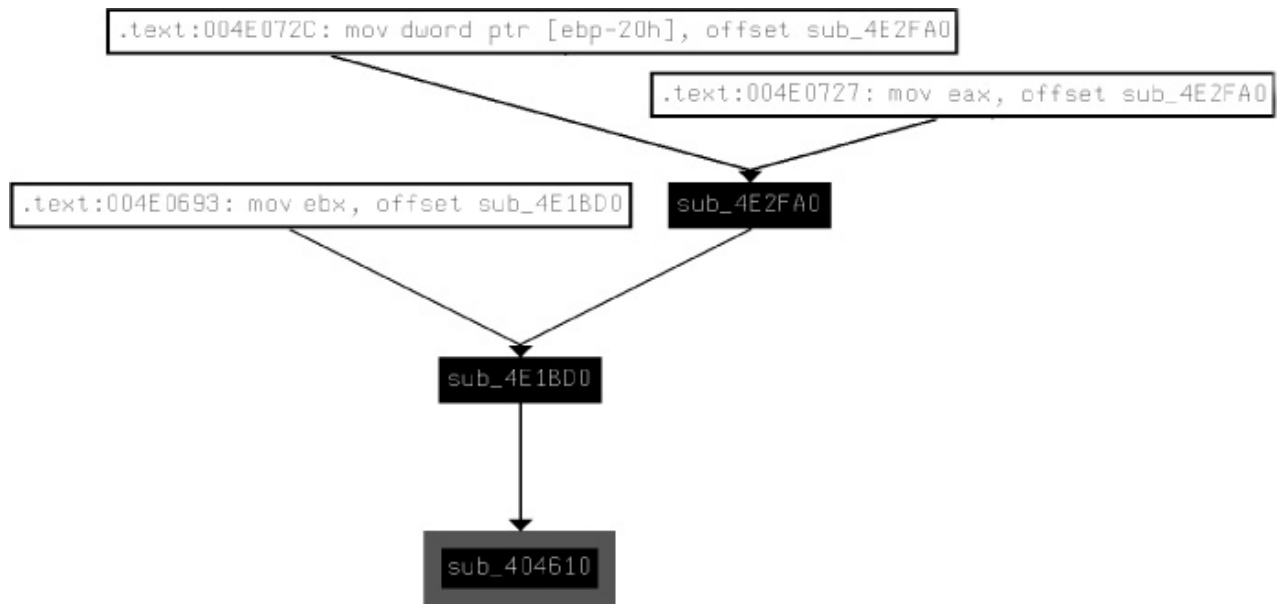 .text:004E072C: mov dword ptr [ebp-20h], offset sub_4E2FA0
.text:004E0727: mov eax, offset sub_4E2FA0
.text:004E0693: mov ebx, offset sub_4E1BD0
sub_4E2FA0
sub_4E1BD0
sub_404610